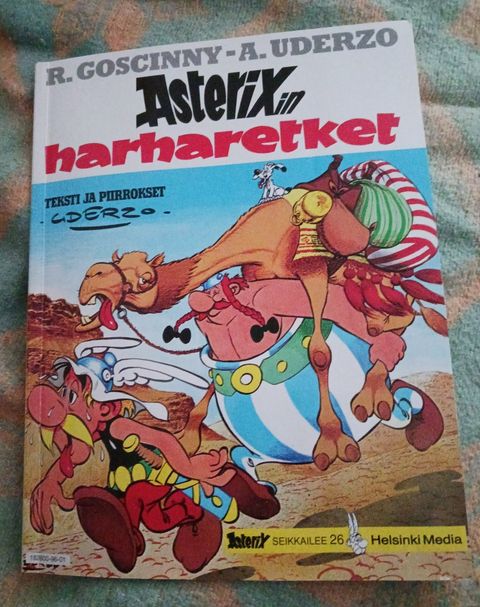 R. GOSCINNY-A. UDERZO
Asterixin
harharetket
TEKSTI JA PIIRROKSET
UDERZO
Asterix SEIKKAILEE 26 Helsinki Media